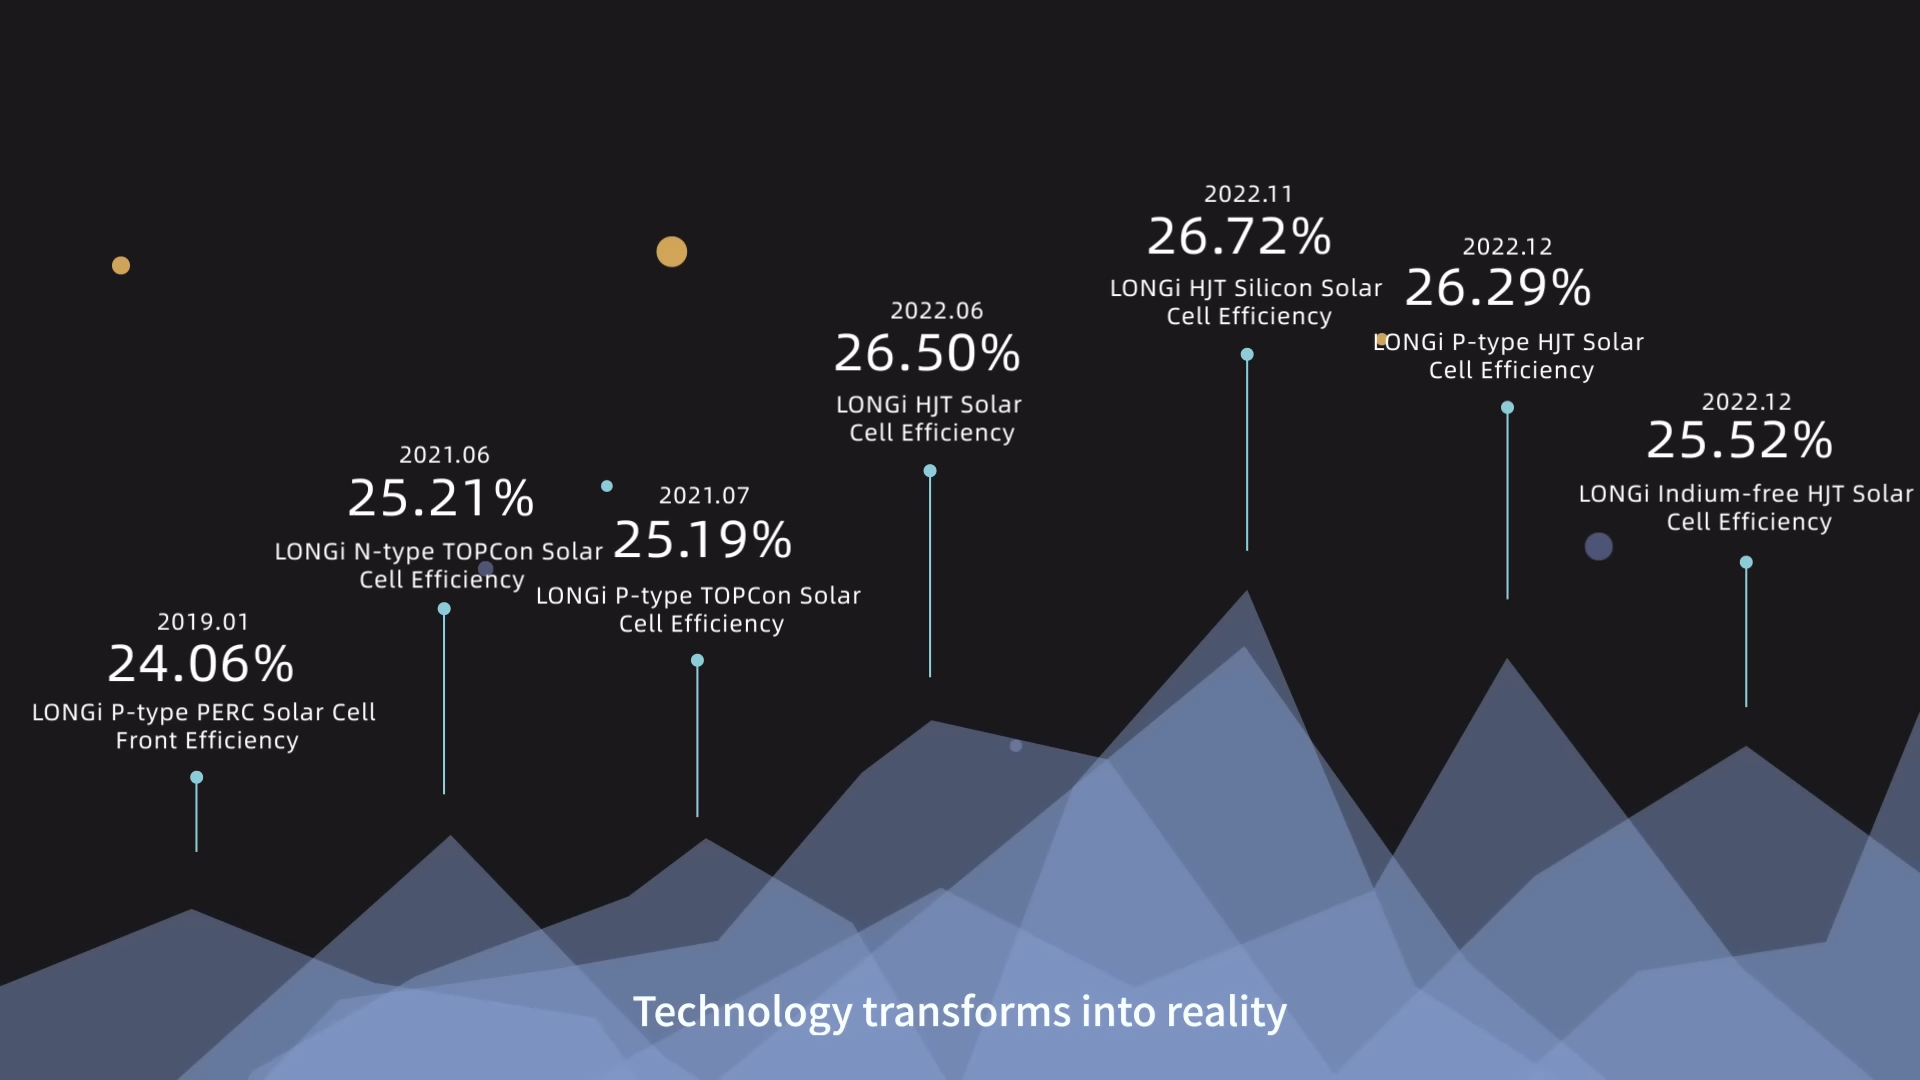 2019.01
24.06%
LONGi P-type PERC Solar Cell
Front Efficiency
2021.06
25.21%
LONGi N-type TOPCon Solar
Cell Efficiency
2021.07
25.19%
LONGi P-type TOPCon Solar
Cell Efficiency
2022.06
26.50%
LONGi HJT Solar
Cell Efficiency
2022.11
26.72%
LONGi HJT Silicon Solar
Cell Efficiency
2022.12
26.29%
LONGi P-type HJT Solar
Cell Efficiency
2022.12
25.52%
LONGi Indium-free HJT Solar
Cell Efficiency
Technology transforms into reality